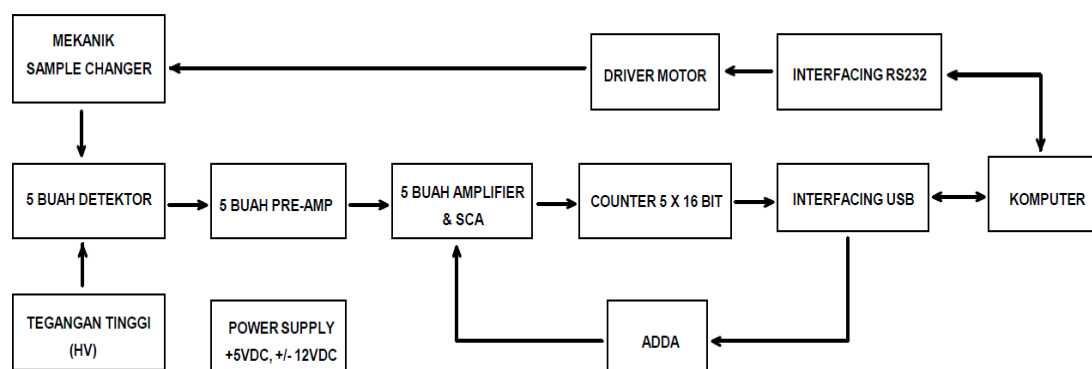 MEKANIK
SAMPLE CHANGER
DRIVER MOTOR
INTERFACING RS232
5 BUAH DETEKTOR
5 BUAH PRE-AMP
5 BUAH AMPLIFIER
& SCA
COUNTER 5 X 16 BIT
INTERFACING USB
KOMPUTER
TEGANGAN TINGGI
(HV)
POWER SUPPLY
+5VDC, +/- 12VDC
ADDA